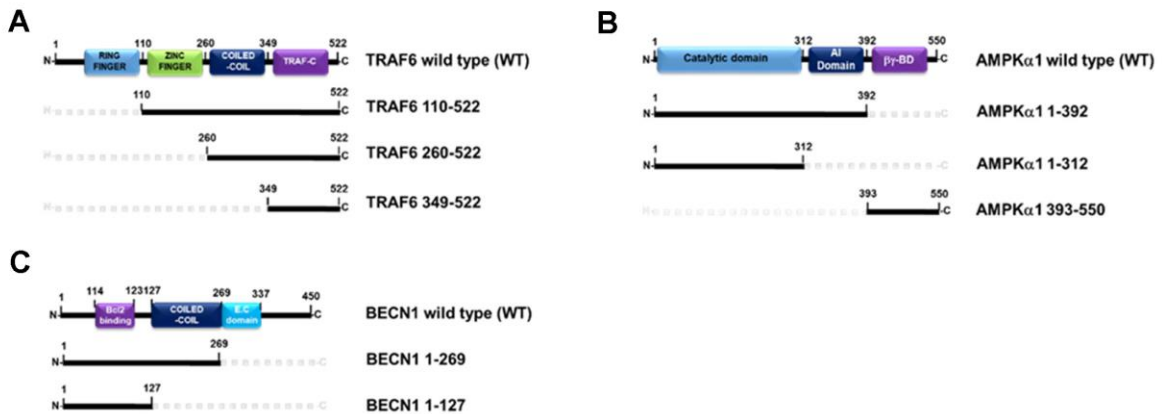 A
1 110 260 349 522
N- RING FINGER ZINC FINGER COILED -COIL TRAF-C C
TRAF6 wild type (WT)
110 522
N- C
TRAF6 110-522
260 522
N- C
TRAF6 260-522
349 522
N- C
TRAF6 349-522
B
1 312 392 550
N- Catalytic domain AI Domain βγ-BD -C
AMPKα1 wild type (WT)
1 392
N- -C
AMPKα1 1-392
1 312
N- -C
AMPKα1 1-312
393 550
N- -C
AMPKα1 393-550
C
1 114 123 127 269 337 450
N- Bcl2 binding COILED -COIL E.C domain -C
BECN1 wild type (WT)
1 269
N- -C
BECN1 1-269
1 127
N- -C
BECN1 1-127